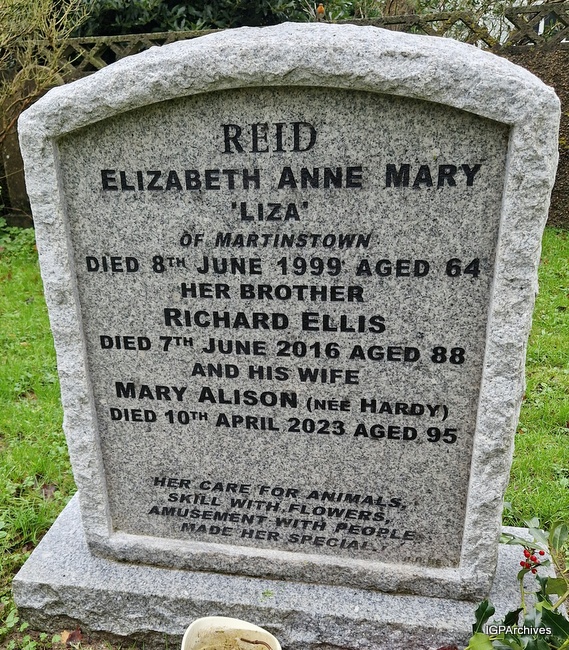 REID
ELIZABETH ANNE MARY
'LIZA'
OF MARTINSTOWN
DIED 8TH JUNE 1999 AGED 64
HER BROTHER
RICHARD ELLIS
DIED 7TH JUNE 2016 AGED 88
AND HIS WIFE
MARY ALISON (NÉE HARDY)
DIED 10TH APRIL 2023 AGED 95
HER CARE FOR ANIMALS,
SKILL WITH FLOWERS,
AMUSEMENT WITH PEOPLE
MADE HER SPECIAL
IGPArchives